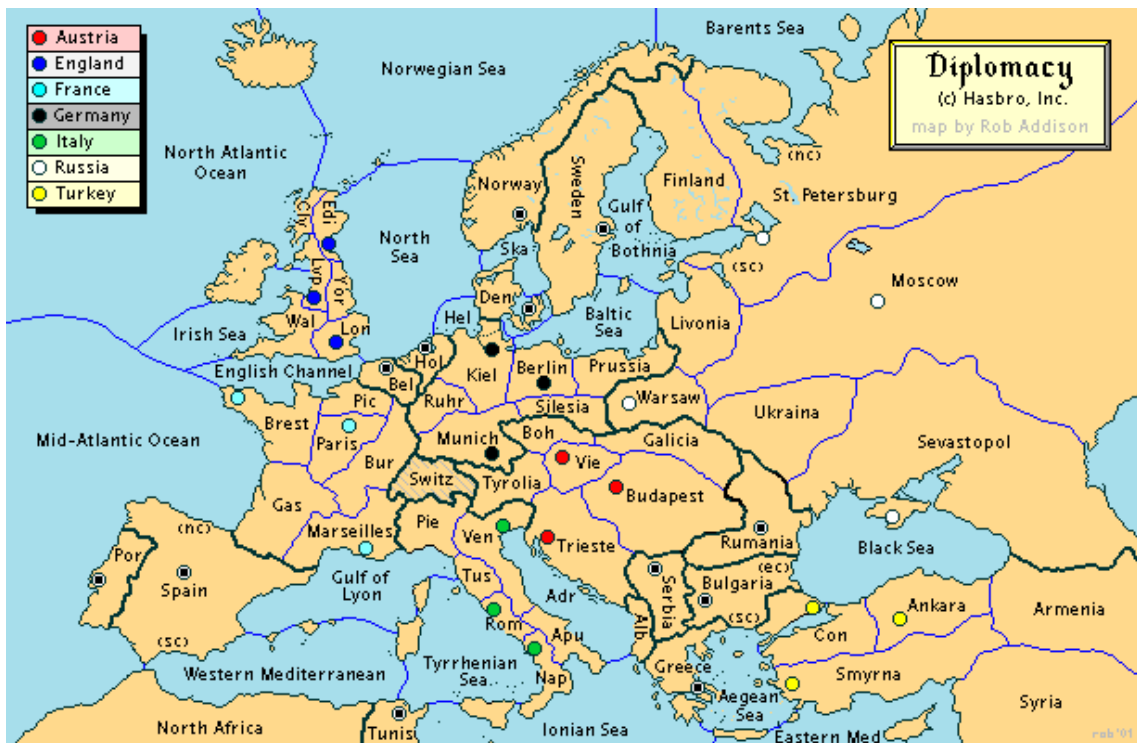 Austria
England
France
Germany
Italy
Russia
Turkey
Diplomacy
(c) Hasbro, Inc.
map by Rob Addison
Barents Sea
Norwegian Sea
North Atlantic
Ocean
(nc)
Norway
Sweden
Finland
St. Petersburg
Edi
Cly
Gulf
of
Bothnia
North
Sea
Ska
(sc)
Moscow
Lvp
Yor
Den
Irish Sea
Wal
Lon
Hel
Baltic
Sea
Livonia
English Channel
Hol
Bel
Kiel
Berlin
Prussia
Pic
Ruhr
Silesia
Warsaw
Ukraina
Brest
Paris
Mid-Atlantic Ocean
Munich
Boh
Galicia
Sevastopol
Bur
Vie
Switz
Tyrolia
Budapest
Gas
(nc)
Marseilles
Pie
Ven
Trieste
Rumania
Black Sea
Por
Spain
Gulf of
Lyon
Tus
Adr
Serbia
Bulgaria
(ec)
(sc)
Ankara
Armenia
Rom
Apu
Alb
Con
(sc)
Western Mediterranean
Tyrrhenian
Sea
Nap
Greece
Aegean
Sea
Smyrna
Syria
North Africa
Tunis
Ionian Sea
Eastern Med
rob'01